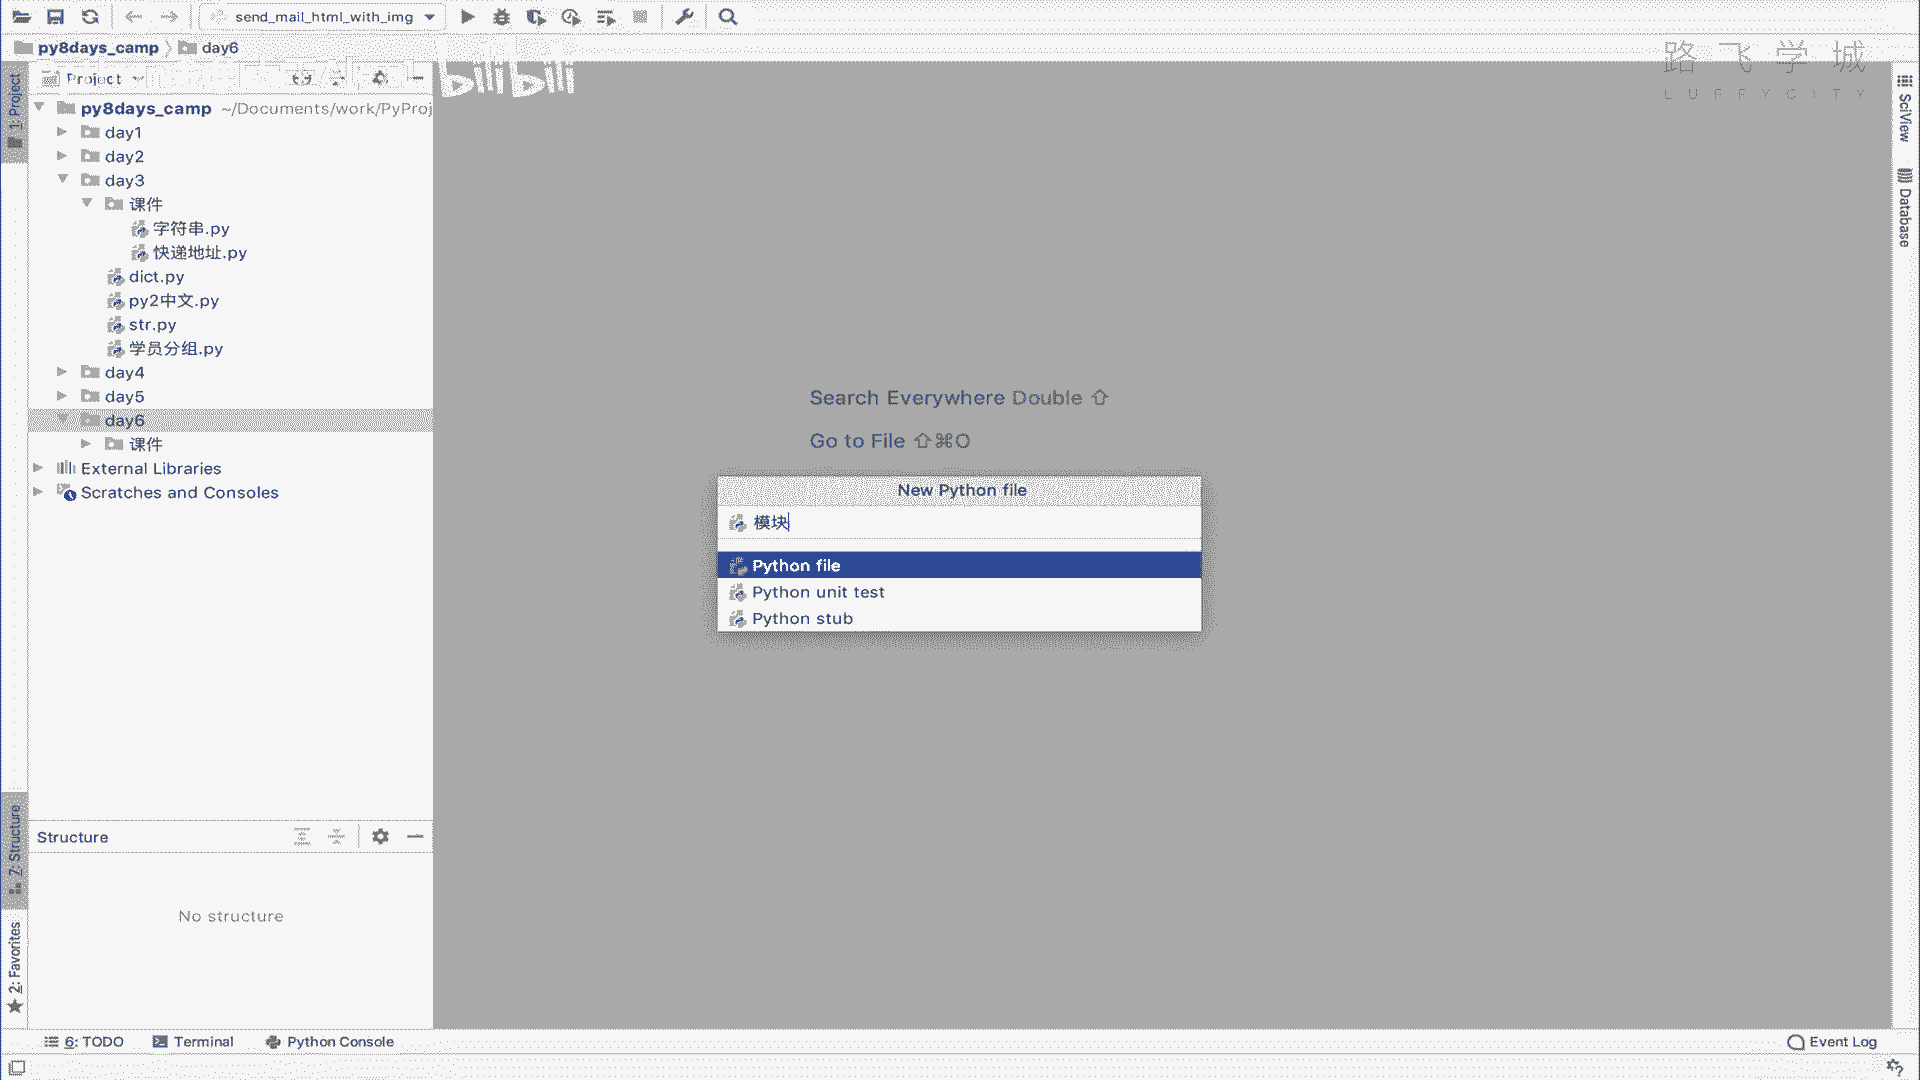 send_mail_html_with_img
py8days_camp
day6
路飞学城
LUFFYCITY
bilibili
1: Project
Project
py8days_camp ~/Documents/work/PyProj
day1
day2
day3
课件
字符串.py
快递地址.py
dict.py
py2中文.py
str.py
学员分组.py
day4
day5
day6
课件
External Libraries
Scratches and Consoles
Search Everywhere Double ⇧
Go to File ⇧⌘O
New Python file
模块
Python file
Python unit test
Python stub
SciView
Database
7: Structure
Structure
No structure
2: Favorites
6: TODO
Terminal
Python Console
Event Log